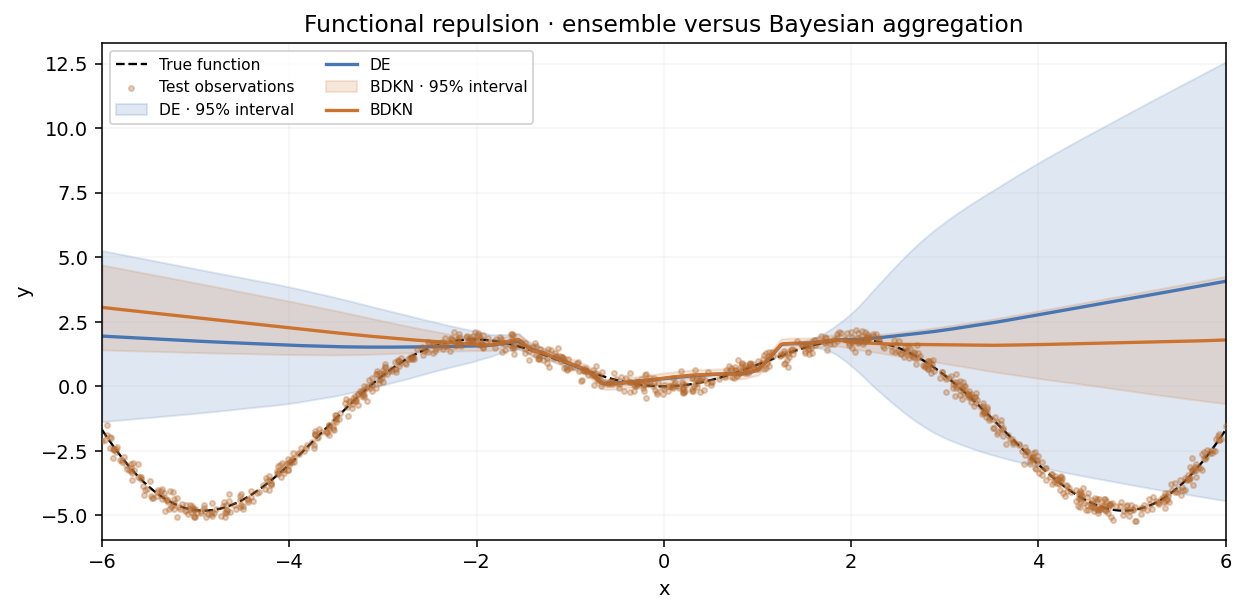 Functional repulsion · ensemble versus Bayesian aggregation
True function
Test observations
DE · 95% interval
DE
BDKN · 95% interval
BDKN
12.5
10.0
7.5
5.0
2.5
0.0
−2.5
−5.0
y
−6
−4
−2
0
2
4
6
x